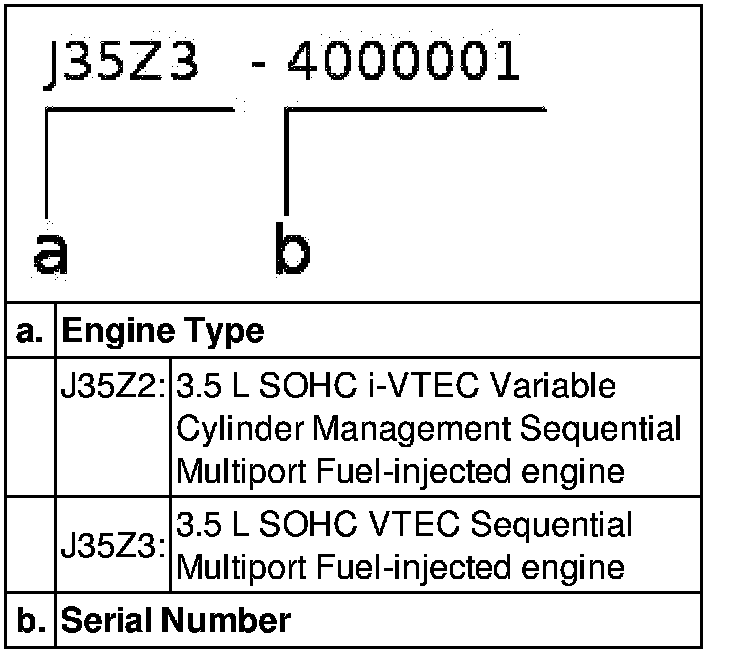 J35Z3 - 4000001
a b
a. Engine Type
J35Z2: 3.5 L SOHC i-VTEC Variable
Cylinder Management Sequential
Multiport Fuel-injected engine
J35Z3: 3.5 L SOHC VTEC Sequential
Multiport Fuel-injected engine
b. Serial Number